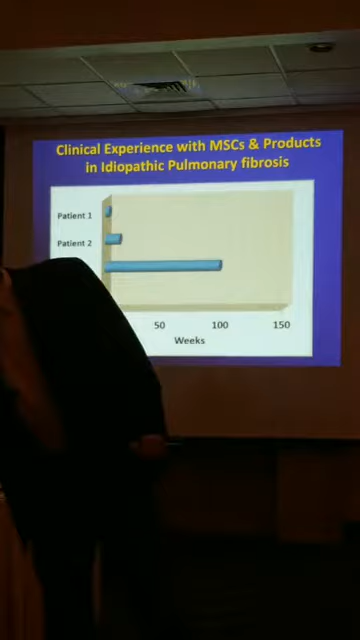 Clinical Experience with MSCs & Products
in Idiopathic Pulmonary fibrosis
Patient 1
Patient 2
50 100 150
Weeks